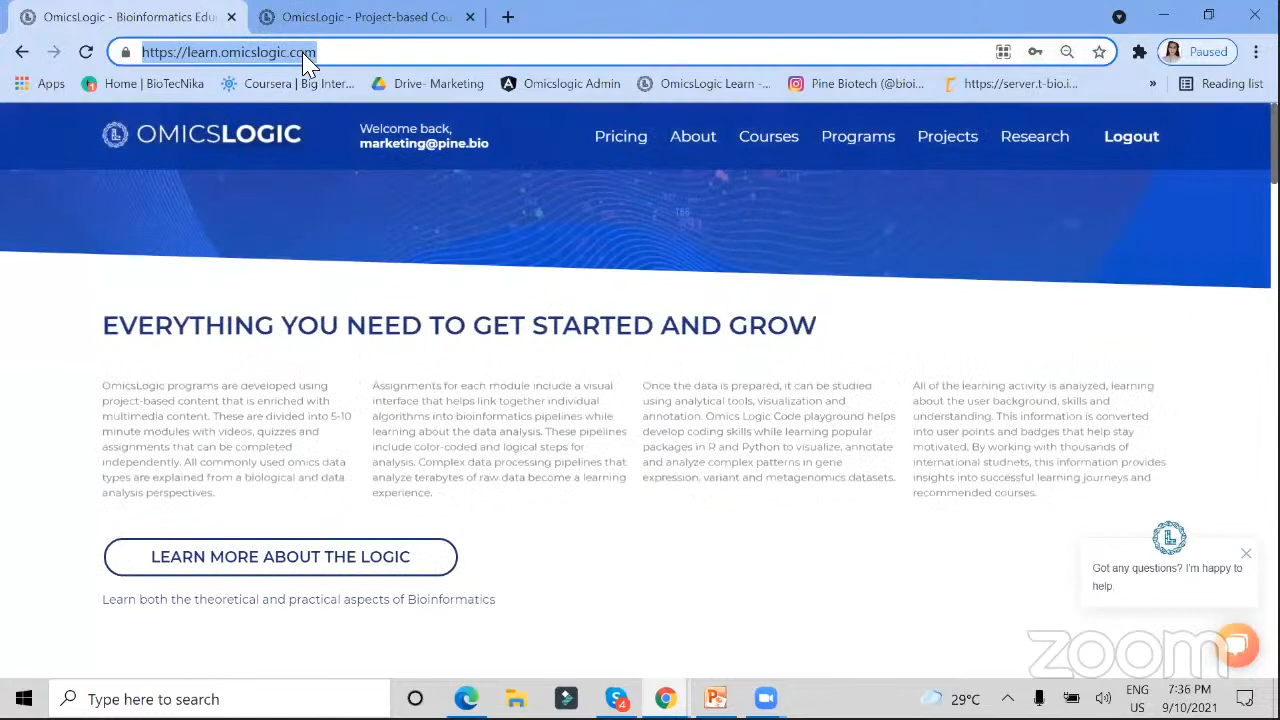 OmicsLogic - Bioinformatics Edu
OmicsLogic - Project-based Cou
https://learn.omicslogic.com
Paused
Apps
Home | BioTecNika
Coursera | Big Inter...
Drive- Marketing
Omicslogic Admin
OmicsLogic Learn -...
Pine Biotech (@bioi...
https://server.t-bio.i...
»
Reading list
OMICSLOGIC
Welcome back,
marketing@pine.bio
Pricing
About
Courses
Programs
Projects
Research
Logout
EVERYTHING YOU NEED TO GET STARTED AND GROW
OmicsLogic programs are developed using
project-based content that is enriched with
multimedia content. These are divided into 5-10
minute modules with videos, quizzes and
assignments that can be completed
independently. All commonly used omics data
types are explained from a biological and data
analysis perspectives.
Assignments for each module include a visual
interface that helps link together individual
algorithms into bioinformatics pipelines while
learning about the data analysis. These pipelines
include color-coded and logical steps for
analysis. Complex data processing pipelines that
analyze terabytes of raw data become a learning
experience.
Once the data is prepared, it can be studied
using analytical tools, visualization and
annotation. Omics Logic Code playground helps
develop coding skills while learning popular
packages in R and Python to visualize, annotate
and analyze complex patterns in gene
expression, variant and metagenomics datasets.
All of the learning activity is analyzed, learning
about the user background, skills and
understanding. This information is converted
into user points and badges that help stay
motivated. By working with thousands of
international studnets, this information provides
insights into successful learning journeys and
recommended courses.
LEARN MORE ABOUT THE LOGIC
Learn both the theoretical and practical aspects of Bioinformatics
Got any questions? I'm happy to
help.
zoom
Type here to search
4
29°C
ENG
US
7:36 PM
9/10/2021